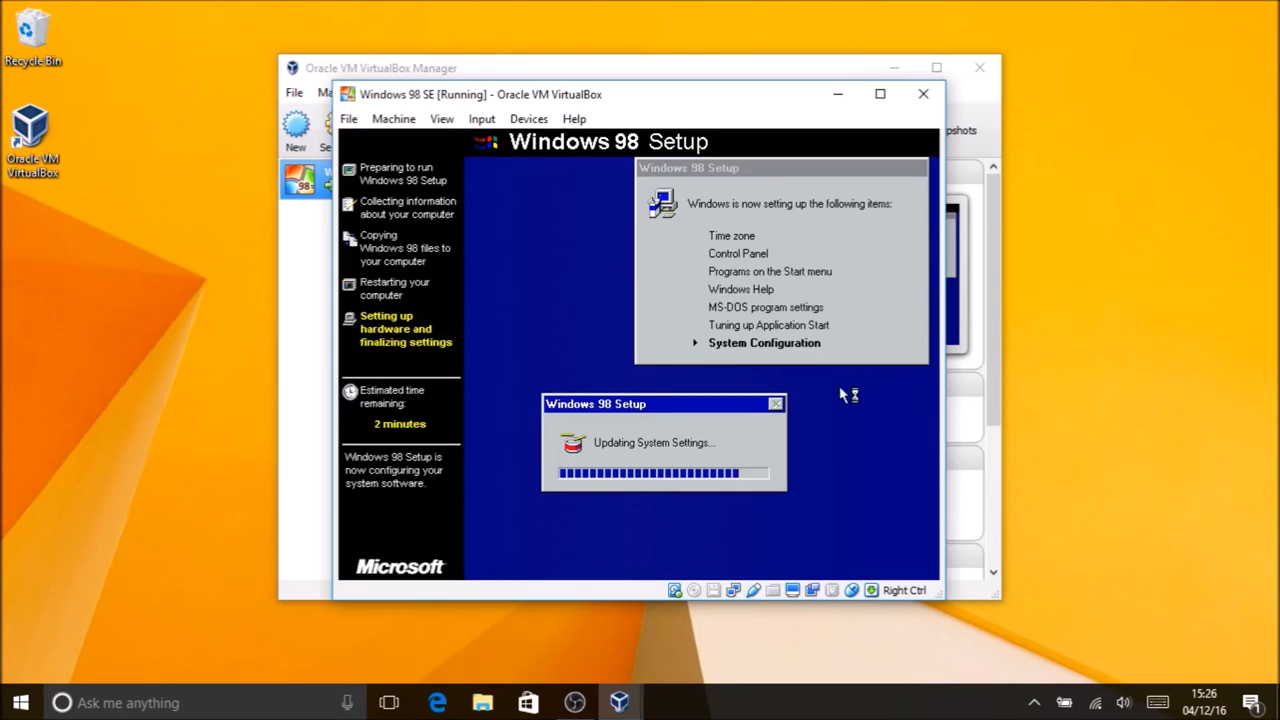 Recycle Bin
Oracle VM
VirtualBox
Oracle VM VirtualBox Manager
File
Ma
New
Se
98
pshots
Windows 98 SE [Running] - Oracle VM VirtualBox
File Machine View Input Devices Help
Windows 98 Setup
Preparing to run
Windows 98 Setup
Collecting information
about your computer
Copying
Windows 98 files to
your computer
Restarting your
computer
Setting up
hardware and
finalizing settings
Estimated time
remaining:
2 minutes
Windows 98 Setup is
now configuring your
system software.
Microsoft
Windows 98 Setup
Windows is now setting up the following items:
Time zone
Control Panel
Programs on the Start menu
Windows Help
MS-DOS program settings
Tuning up Application Start
System Configuration
Windows 98 Setup
Updating System Settings...
Right Ctrl
Ask me anything
15:26
04/12/16
1